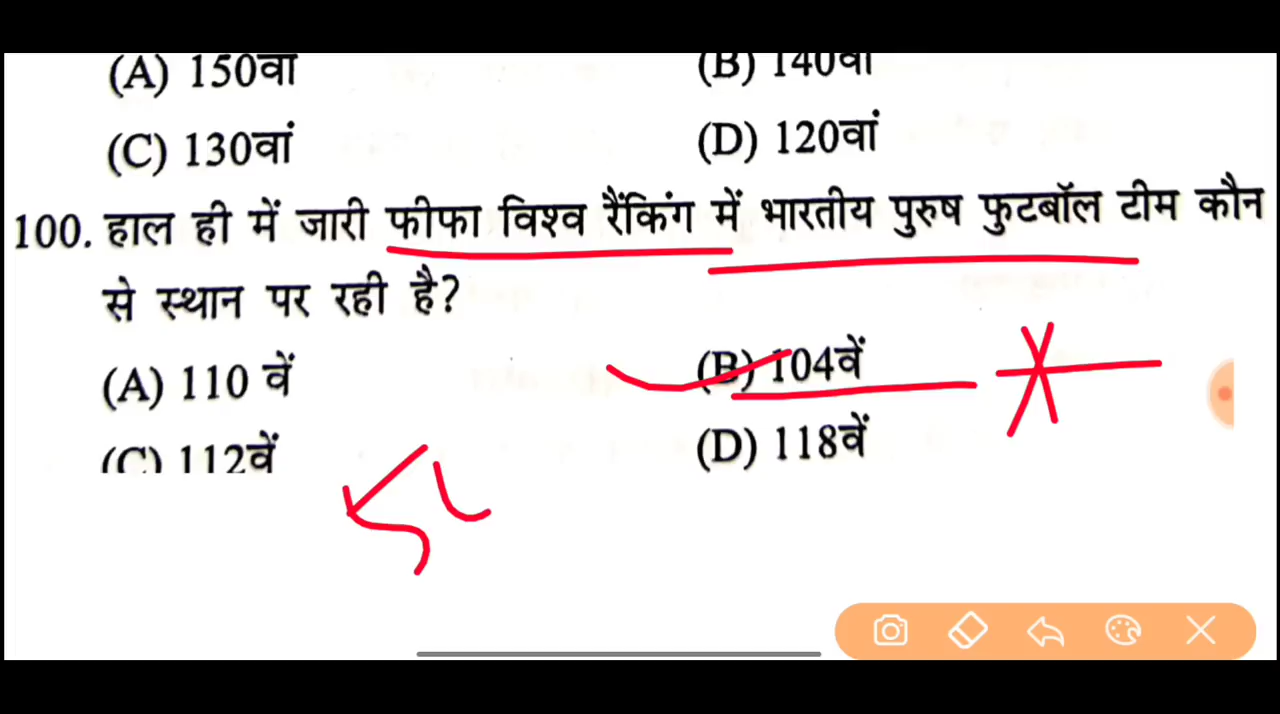 (A) 150वां (B) 140वां
(C) 130वां (D) 120वां
100. हाल ही में जारी फीफा विश्व रैंकिंग में भारतीय पुरुष फुटबॉल टीम कौन
से स्थान पर रही है?
(A) 110 वें (B) 104वें
(C) 112वें (D) 118वें